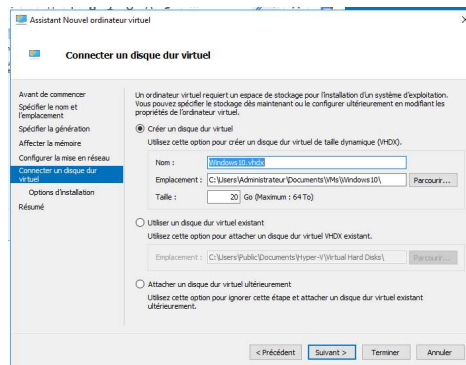 Assistant Nouvel ordinateur virtuel
Connecter un disque dur virtuel
Avant de commencer
Spécifier le nom et
l'emplacement
Spécifier la génération
Affecter la mémoire
Configurer la mise en réseau
Connecter un disque dur
virtuel
Options d'installation
Résumé
Un ordinateur virtuel requiert un espace de stockage pour l'installation d'un système d'exploitation.
Vous pouvez spécifier le stockage dès maintenant ou le configurer ultérieurement en modifiant les
propriétés de l'ordinateur virtuel.
Créer un disque dur virtuel
Utilisez cette option pour créer un disque dur virtuel de taille dynamique (VHDX).
Nom : Windows10.vhdx
Emplacement : C:\Users\Administrateur\Documents\VMs\Windows10\ Parcourir...
Taille : 20 Go (Maximum : 64 To)
Utiliser un disque dur virtuel existant
Utilisez cette option pour attacher un disque dur virtuel VHDX existant.
Emplacement : C:\Users\Public\Documents\Hyper-V\Virtual Hard Disks\ Parcourir...
Attacher un disque dur virtuel ultérieurement
Utilisez cette option pour ignorer cette étape et attacher un disque dur virtuel existant
ultérieurement.
< Précédent Suivant > Terminer Annuler